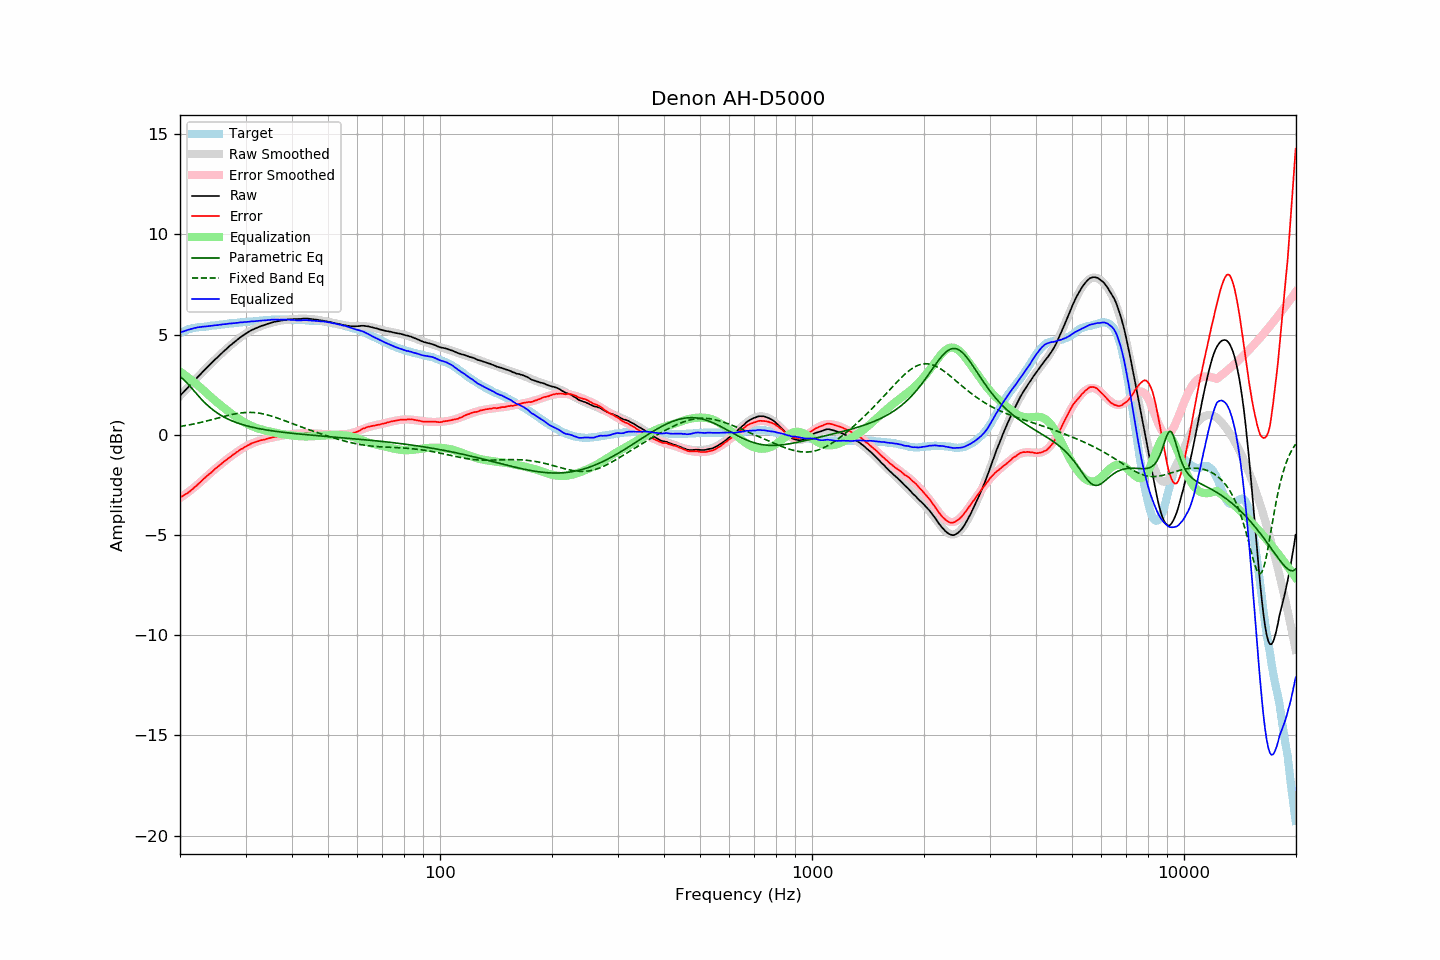 Denon AH-D5000
Target
Raw Smoothed
Error Smoothed
Raw
Error
Equalization
Parametric Eq
Fixed Band Eq
Equalized
15
10
5
0
−5
−10
−15
−20
Amplitude (dBr)
100
1000
10000
Frequency (Hz)